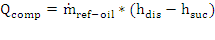 Q_comp = ṁ_ref−oil * (h_dis − h_suc)